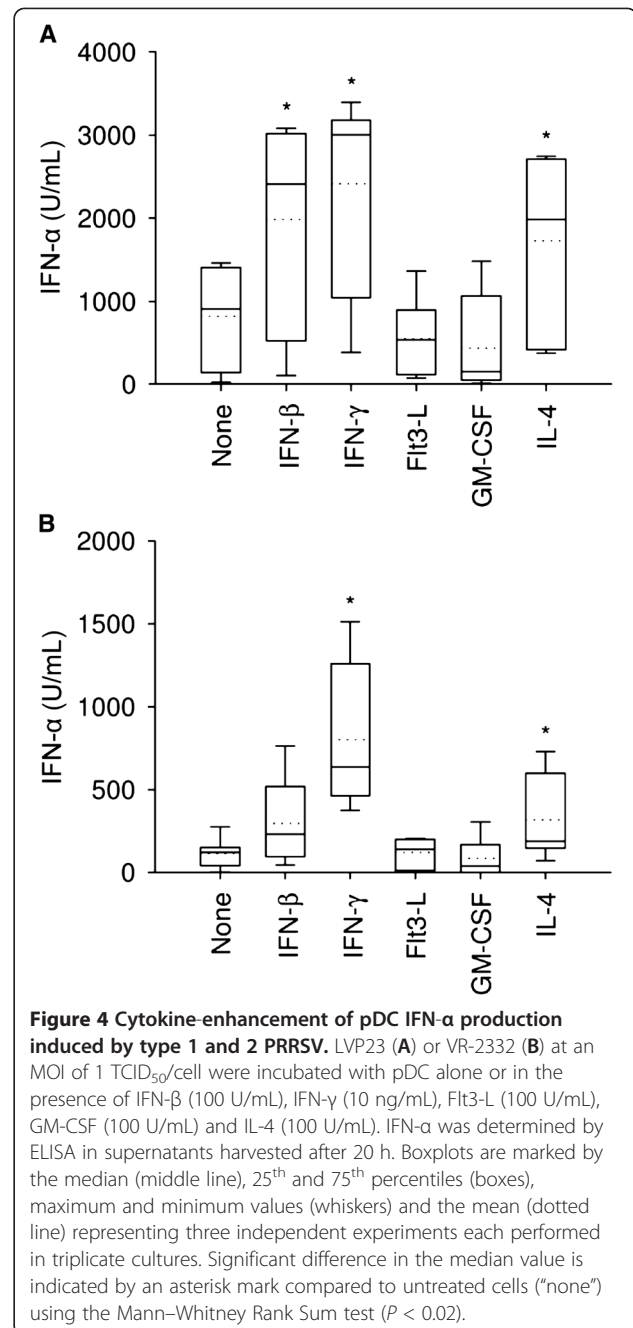 A
4000
3000
2000
1000
0
IFN-α (U/mL)
* * *
None IFN-β IFN-γ Flt3-L GM-CSF IL-4
B
2000
1500
1000
500
0
IFN-α (U/mL)
* *
None IFN-β IFN-γ Flt3-L GM-CSF IL-4
Figure 4 Cytokine-enhancement of pDC IFN-α production
induced by type 1 and 2 PRRSV. LVP23 (A) or VR-2332 (B) at an
MOI of 1 TCID50/cell were incubated with pDC alone or in the
presence of IFN-β (100 U/mL), IFN-γ (10 ng/mL), Flt3-L (100 U/mL),
GM-CSF (100 U/mL) and IL-4 (100 U/mL). IFN-α was determined by
ELISA in supernatants harvested after 20 h. Boxplots are marked by
the median (middle line), 25th and 75th percentiles (boxes),
maximum and minimum values (whiskers) and the mean (dotted
line) representing three independent experiments each performed
in triplicate cultures. Significant difference in the median value is
indicated by an asterisk mark compared to untreated cells (“none”)
using the Mann–Whitney Rank Sum test (P < 0.02).